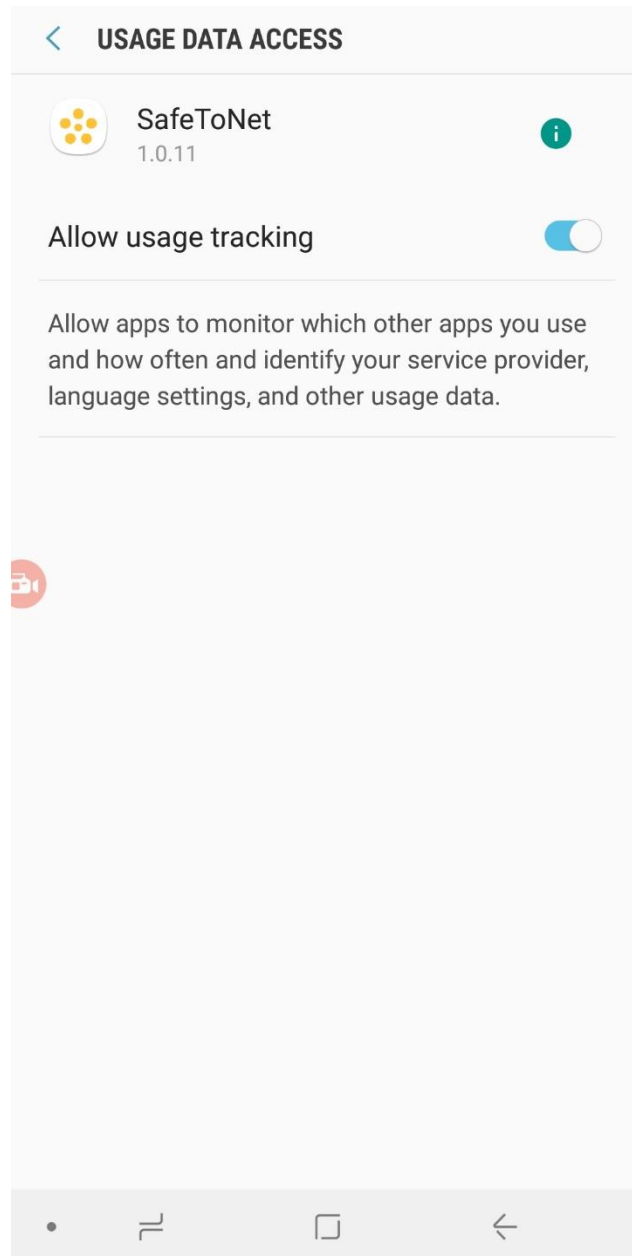 USAGE DATA ACCESS
SafeToNet
1.0.11
Allow usage tracking
Allow apps to monitor which other apps you use
and how often and identify your service provider,
language settings, and other usage data.